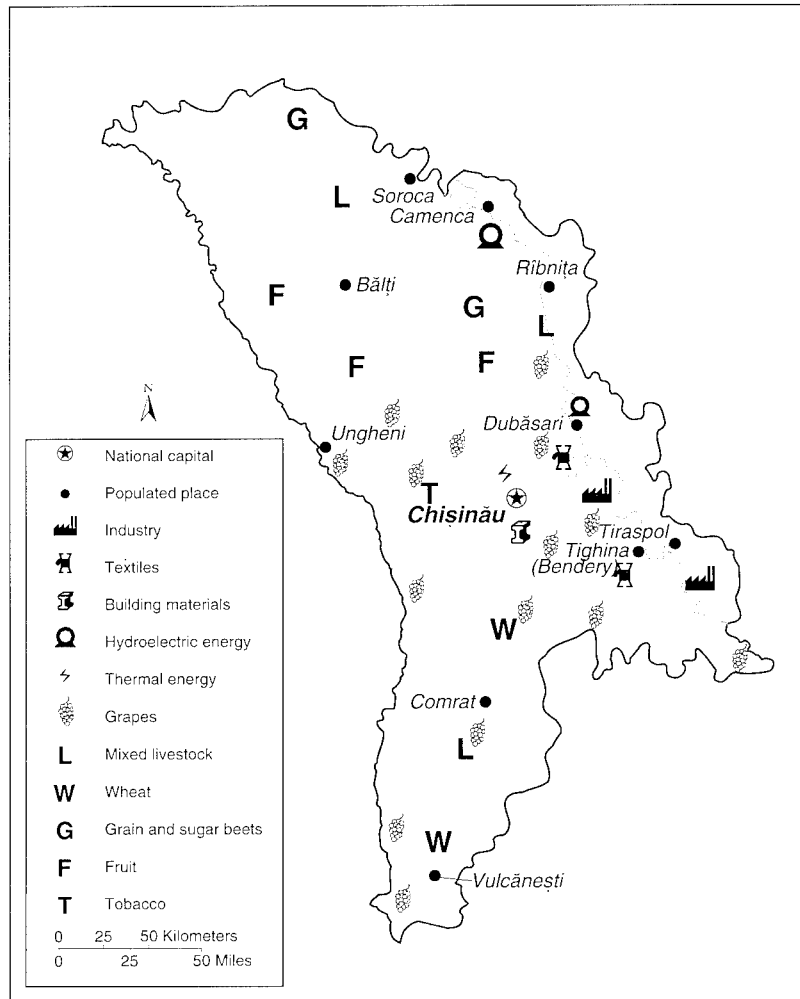 G
Soroca
L
Camenca
Rîbnița
Bălți
F
G
L
F
F
N
Dubăsari
Ungheni
T
Chișinău
Tiraspol
Tighina
(Bendery)
W
Comrat
L
W
Vulcănești
National capital
Populated place
Industry
Textiles
Building materials
Hydroelectric energy
Thermal energy
Grapes
L Mixed livestock
W Wheat
G Grain and sugar beets
F Fruit
T Tobacco
0 25 50 Kilometers
0 25 50 Miles